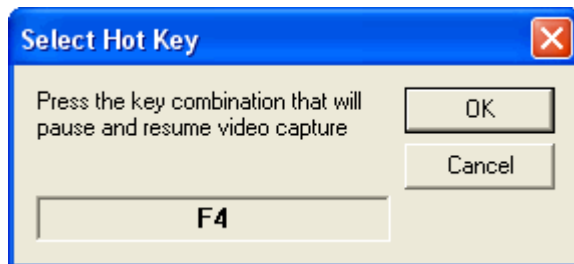 Select Hot Key
Press the key combination that will
pause and resume video capture
OK
Cancel
F4